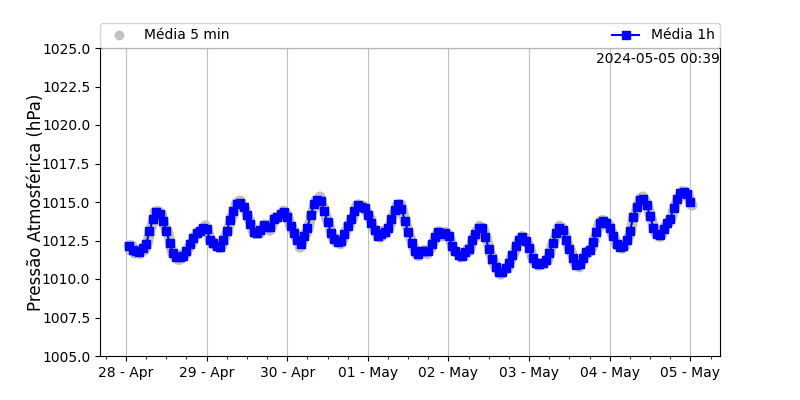 Média 5 min
Média 1h
2024-05-05 00:39
Pressão Atmosférica (hPa)
1025.0
1022.5
1020.0
1017.5
1015.0
1012.5
1010.0
1007.5
1005.0
28 - Apr
29 - Apr
30 - Apr
01 - May
02 - May
03 - May
04 - May
05 - May